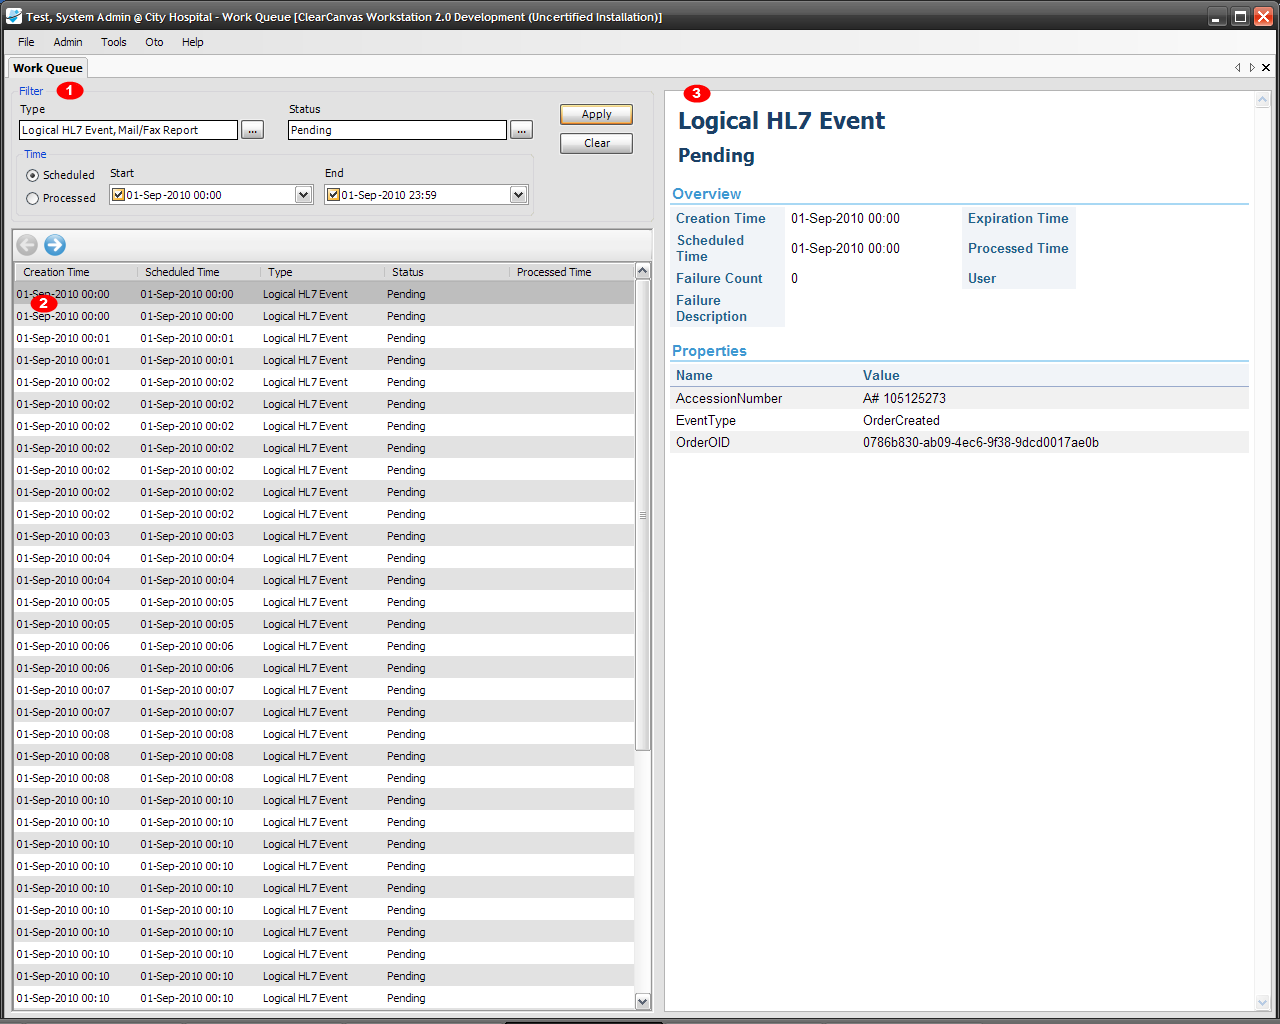 Test, System Admin @ City Hospital - Work Queue [ClearCanvas Workstation 2.0 Development (Uncertified Installation)]
File Admin Tools Oto Help
Work Queue
Filter 1
Type Status
Logical HL7 Event, Mail/Fax Report ... Pending ... Apply
Clear
Time
Scheduled Start End
01-Sep-2010 00:00 01-Sep-2010 23:59
Processed
Creation Time Scheduled Time Type Status Processed Time
01-Sep-2010 00:00 01-Sep-2010 00:00 Logical HL7 Event Pending
2
01-Sep-2010 00:00 01-Sep-2010 00:00 Logical HL7 Event Pending
01-Sep-2010 00:01 01-Sep-2010 00:01 Logical HL7 Event Pending
01-Sep-2010 00:01 01-Sep-2010 00:01 Logical HL7 Event Pending
01-Sep-2010 00:02 01-Sep-2010 00:02 Logical HL7 Event Pending
01-Sep-2010 00:02 01-Sep-2010 00:02 Logical HL7 Event Pending
01-Sep-2010 00:02 01-Sep-2010 00:02 Logical HL7 Event Pending
01-Sep-2010 00:02 01-Sep-2010 00:02 Logical HL7 Event Pending
01-Sep-2010 00:02 01-Sep-2010 00:02 Logical HL7 Event Pending
01-Sep-2010 00:02 01-Sep-2010 00:02 Logical HL7 Event Pending
01-Sep-2010 00:02 01-Sep-2010 00:02 Logical HL7 Event Pending
01-Sep-2010 00:03 01-Sep-2010 00:03 Logical HL7 Event Pending
01-Sep-2010 00:04 01-Sep-2010 00:04 Logical HL7 Event Pending
01-Sep-2010 00:04 01-Sep-2010 00:04 Logical HL7 Event Pending
01-Sep-2010 00:05 01-Sep-2010 00:05 Logical HL7 Event Pending
01-Sep-2010 00:05 01-Sep-2010 00:05 Logical HL7 Event Pending
01-Sep-2010 00:06 01-Sep-2010 00:06 Logical HL7 Event Pending
01-Sep-2010 00:06 01-Sep-2010 00:06 Logical HL7 Event Pending
01-Sep-2010 00:07 01-Sep-2010 00:07 Logical HL7 Event Pending
01-Sep-2010 00:07 01-Sep-2010 00:07 Logical HL7 Event Pending
01-Sep-2010 00:08 01-Sep-2010 00:08 Logical HL7 Event Pending
01-Sep-2010 00:08 01-Sep-2010 00:08 Logical HL7 Event Pending
01-Sep-2010 00:08 01-Sep-2010 00:08 Logical HL7 Event Pending
01-Sep-2010 00:10 01-Sep-2010 00:10 Logical HL7 Event Pending
01-Sep-2010 00:10 01-Sep-2010 00:10 Logical HL7 Event Pending
01-Sep-2010 00:10 01-Sep-2010 00:10 Logical HL7 Event Pending
01-Sep-2010 00:10 01-Sep-2010 00:10 Logical HL7 Event Pending
01-Sep-2010 00:10 01-Sep-2010 00:10 Logical HL7 Event Pending
01-Sep-2010 00:10 01-Sep-2010 00:10 Logical HL7 Event Pending
01-Sep-2010 00:10 01-Sep-2010 00:10 Logical HL7 Event Pending
01-Sep-2010 00:10 01-Sep-2010 00:10 Logical HL7 Event Pending
01-Sep-2010 00:10 01-Sep-2010 00:10 Logical HL7 Event Pending
01-Sep-2010 00:10 01-Sep-2010 00:10 Logical HL7 Event Pending
3
Logical HL7 Event
Pending
Overview
Creation Time 01-Sep-2010 00:00 Expiration Time
Scheduled Time 01-Sep-2010 00:00 Processed Time
Failure Count 0 User
Failure
Description
Properties
Name Value
AccessionNumber A# 105125273
EventType OrderCreated
OrderOID 0786b830-ab09-4ec6-9f38-9dcd0017ae0b